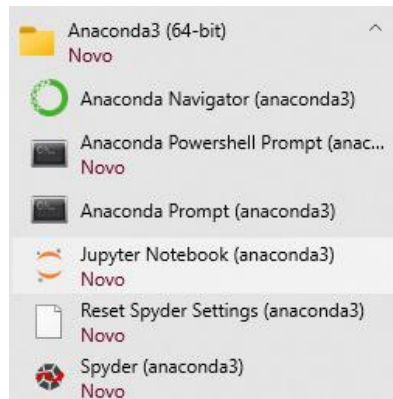 Anaconda3 (64-bit)
Novo
Anaconda Navigator (anaconda3)
Anaconda Powershell Prompt (anac...
Novo
Anaconda Prompt (anaconda3)
Jupyter Notebook (anaconda3)
Novo
Reset Spyder Settings (anaconda3)
Novo
Spyder (anaconda3)
Novo